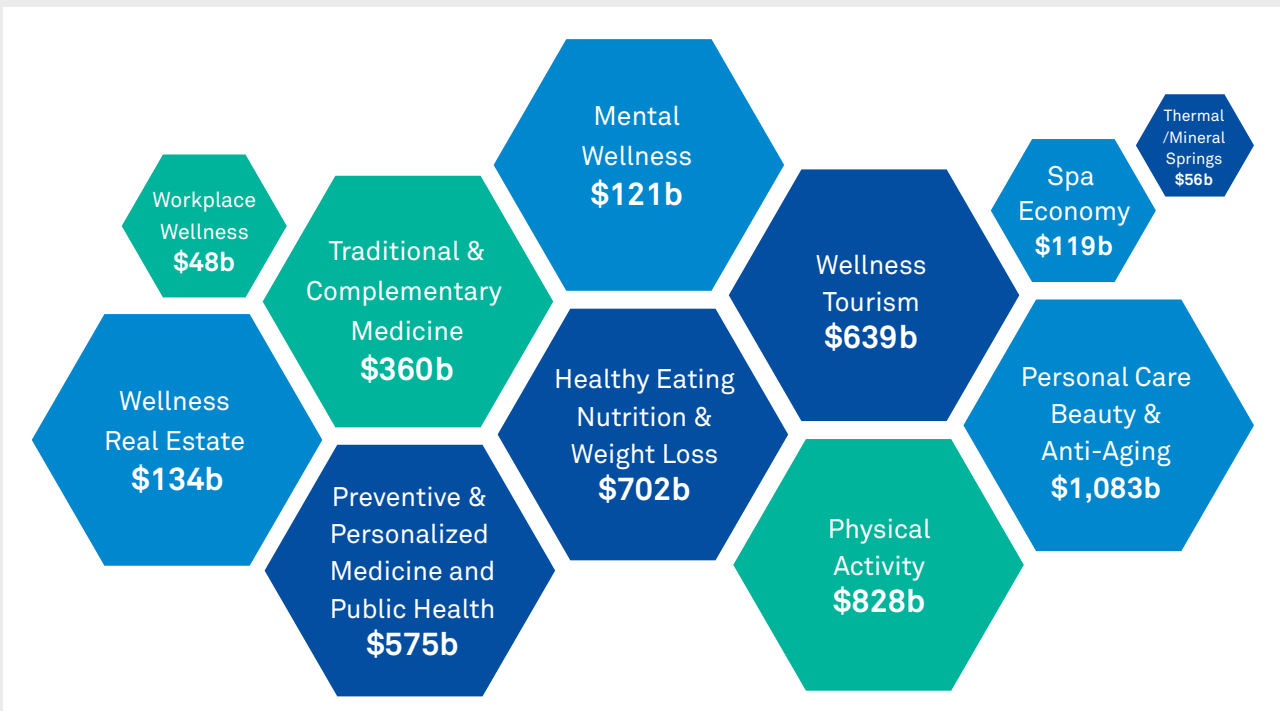 Mental
Wellness
$121b
Thermal
/Mineral
Springs
$56b
Workplace
Wellness
$48b
Spa
Economy
$119b
Traditional &
Complementary
Medicine
$360b
Wellness
Tourism
$639b
Wellness
Real Estate
$134b
Healthy Eating
Nutrition &
Weight Loss
$702b
Personal Care
Beauty &
Anti-Aging
$1,083b
Preventive &
Personalized
Medicine and
Public Health
$575b
Physical
Activity
$828b